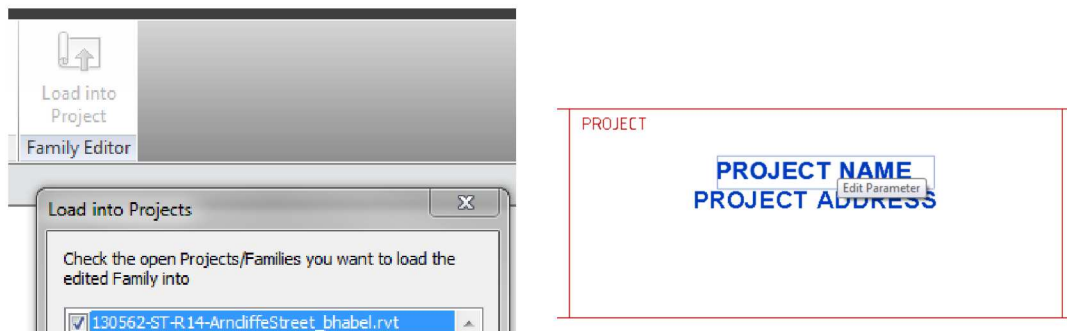 Load into
Project
Family Editor
Load into Projects
Check the open Projects/Families you want to load the
edited Family into
130562-ST-R14-ArncliffeStreet_bhabel.rvt
PROJECT
PROJECT NAME
Edit Parameter
PROJECT ADDRESS